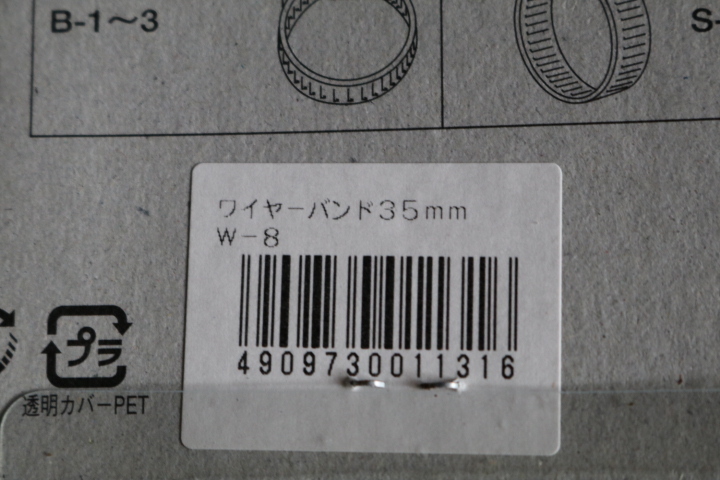 B-1〜3
S-
ワイヤーバンド35mm
W-8
4909730011316
プラ
透明カバーPET